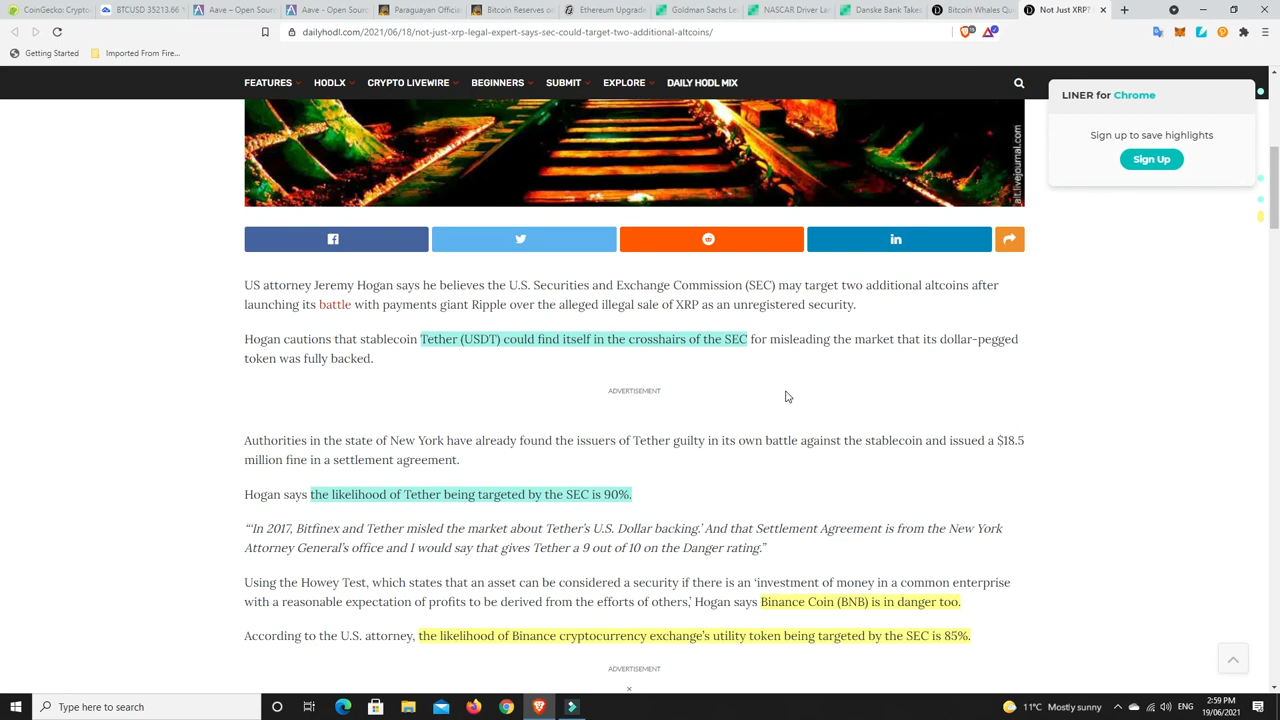 CoinGecko: Crypto
BTCUSD 35213.66
Aave – Open Sour
Aave - Open Sourc
Paraguayan Officia
Bitcoin Reserves o
Ethereum Upgrade
Goldman Sachs Le
NASCAR Driver Lan
Danske Bank Takes
Bitcoin Whales Qu
Not Just XRP?
dailyhodl.com/2021/06/18/not-just-xrp-legal-expert-says-sec-could-target-two-additional-altcoins/
Getting Started
Imported From Fire...
FEATURES
HODLX
CRYPTO LIVEWIRE
BEGINNERS
SUBMIT
EXPLORE
DAILY HODL MIX
LINER for Chrome
Sign up to save highlights
Sign Up
alt.livejournal.com
US attorney Jeremy Hogan says he believes the U.S. Securities and Exchange Commission (SEC) may target two additional altcoins after
launching its battle with payments giant Ripple over the alleged illegal sale of XRP as an unregistered security.
Hogan cautions that stablecoin Tether (USDT) could find itself in the crosshairs of the SEC for misleading the market that its dollar-pegged
token was fully backed.
ADVERTISEMENT
Authorities in the state of New York have already found the issuers of Tether guilty in its own battle against the stablecoin and issued a $18.5
million fine in a settlement agreement.
Hogan says the likelihood of Tether being targeted by the SEC is 90%.
“‘In 2017, Bitfinex and Tether misled the market about Tether’s U.S. Dollar backing.’ And that Settlement Agreement is from the New York
Attorney General’s office and I would say that gives Tether a 9 out of 10 on the Danger rating.”
Using the Howey Test, which states that an asset can be considered a security if there is an ‘investment of money in a common enterprise
with a reasonable expectation of profits to be derived from the efforts of others,’ Hogan says Binance Coin (BNB) is in danger too.
According to the U.S. attorney, the likelihood of Binance cryptocurrency exchange’s utility token being targeted by the SEC is 85%.
ADVERTISEMENT
Type here to search
11°C Mostly sunny
ENG
2:59 PM
19/06/2021